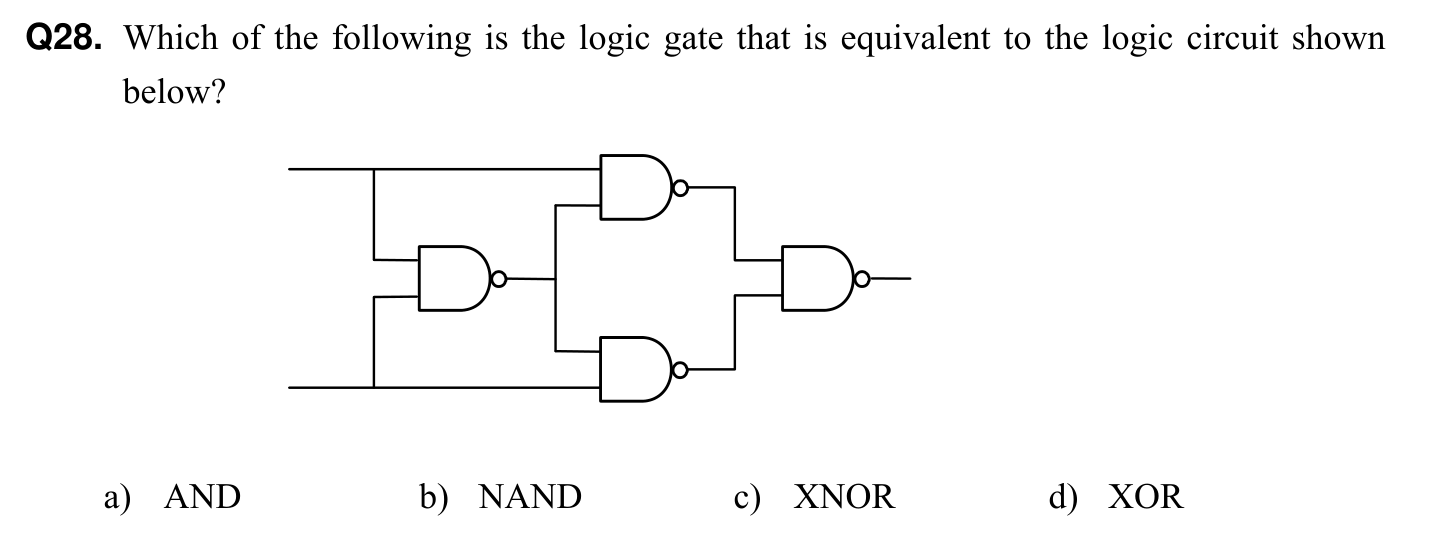 Q28. Which of the following is the logic gate that is equivalent to the logic circuit shown
below?
a) AND b) NAND c) XNOR d) XOR